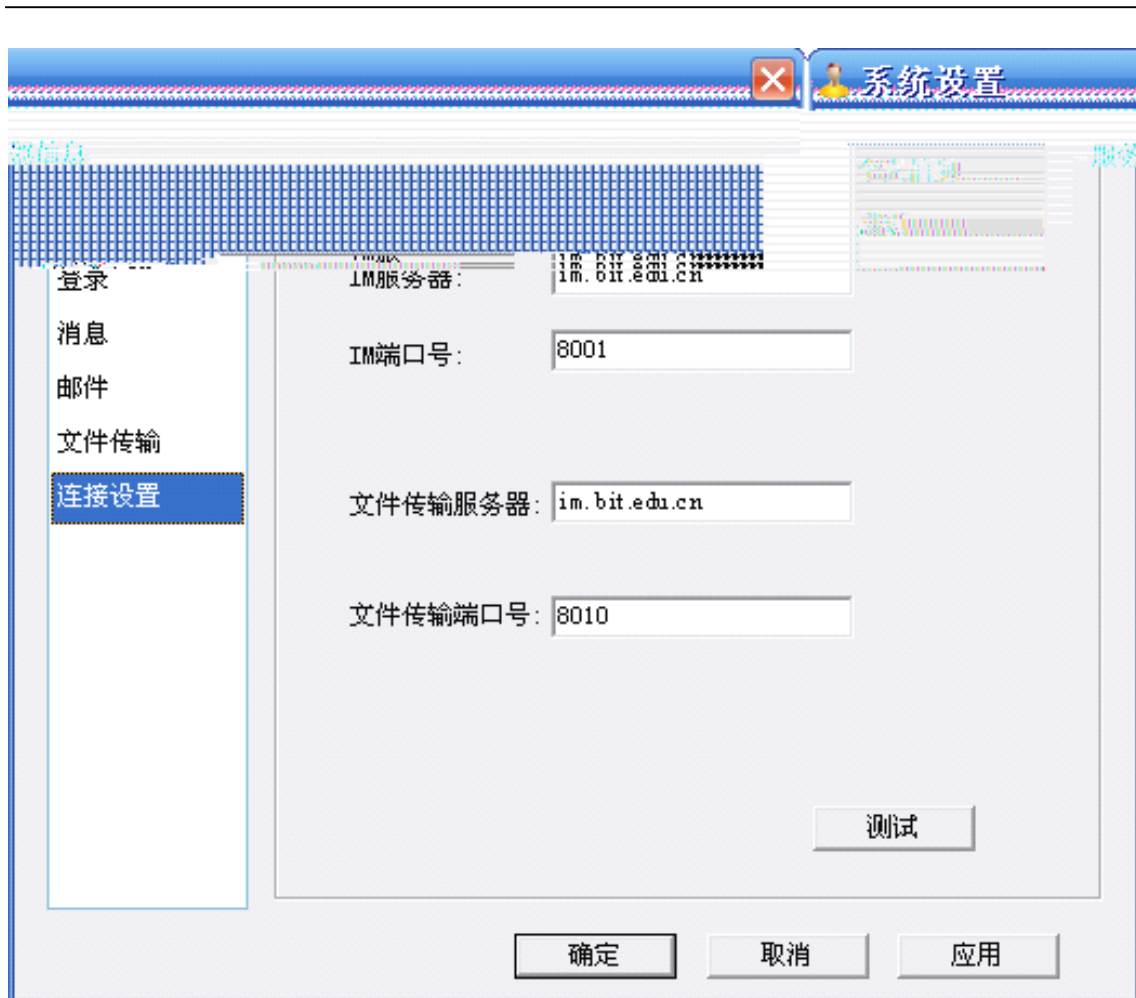 系统设置
登录
IM服务器:
im.bit.edu.cn
消息
IM端口号:
8001
邮件
文件传输
连接设置
文件传输服务器:
im.bit.edu.cn
文件传输端口号:
8010
测试
确定
取消
应用